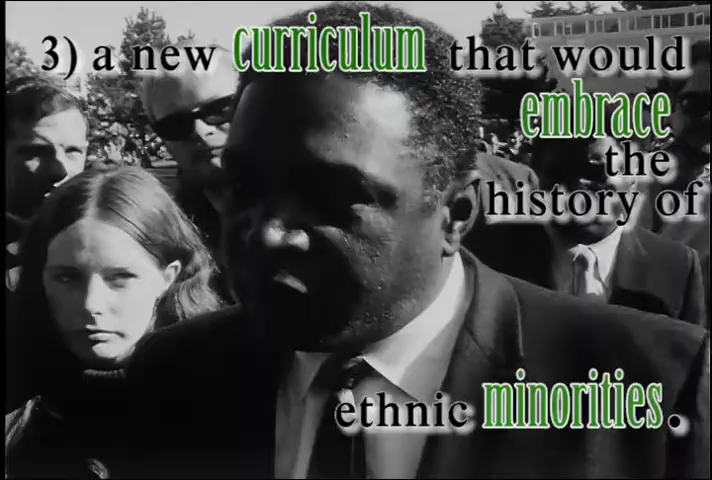 3) a new curriculum that would
embrace
the
history of
ethnic minorities.